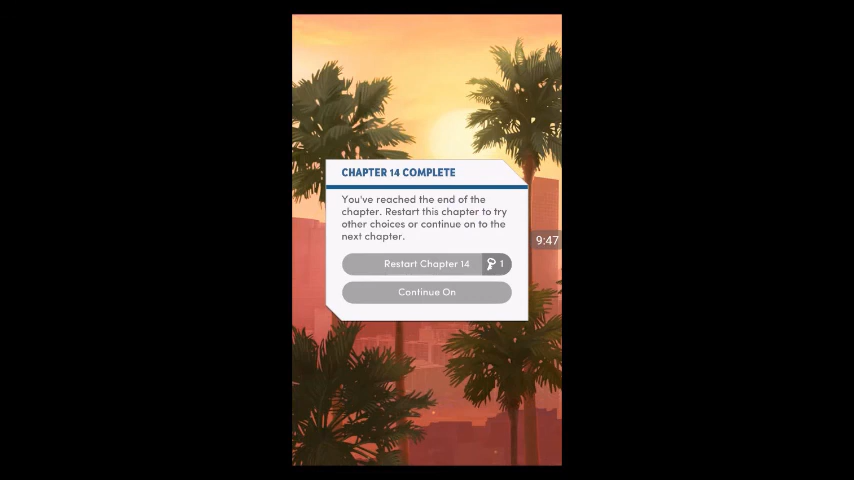 CHAPTER 14 COMPLETE
You've reached the end of the
chapter. Restart this chapter to try
other choices or continue on to the
next chapter.
9:47
Restart Chapter 14 1
Continue On